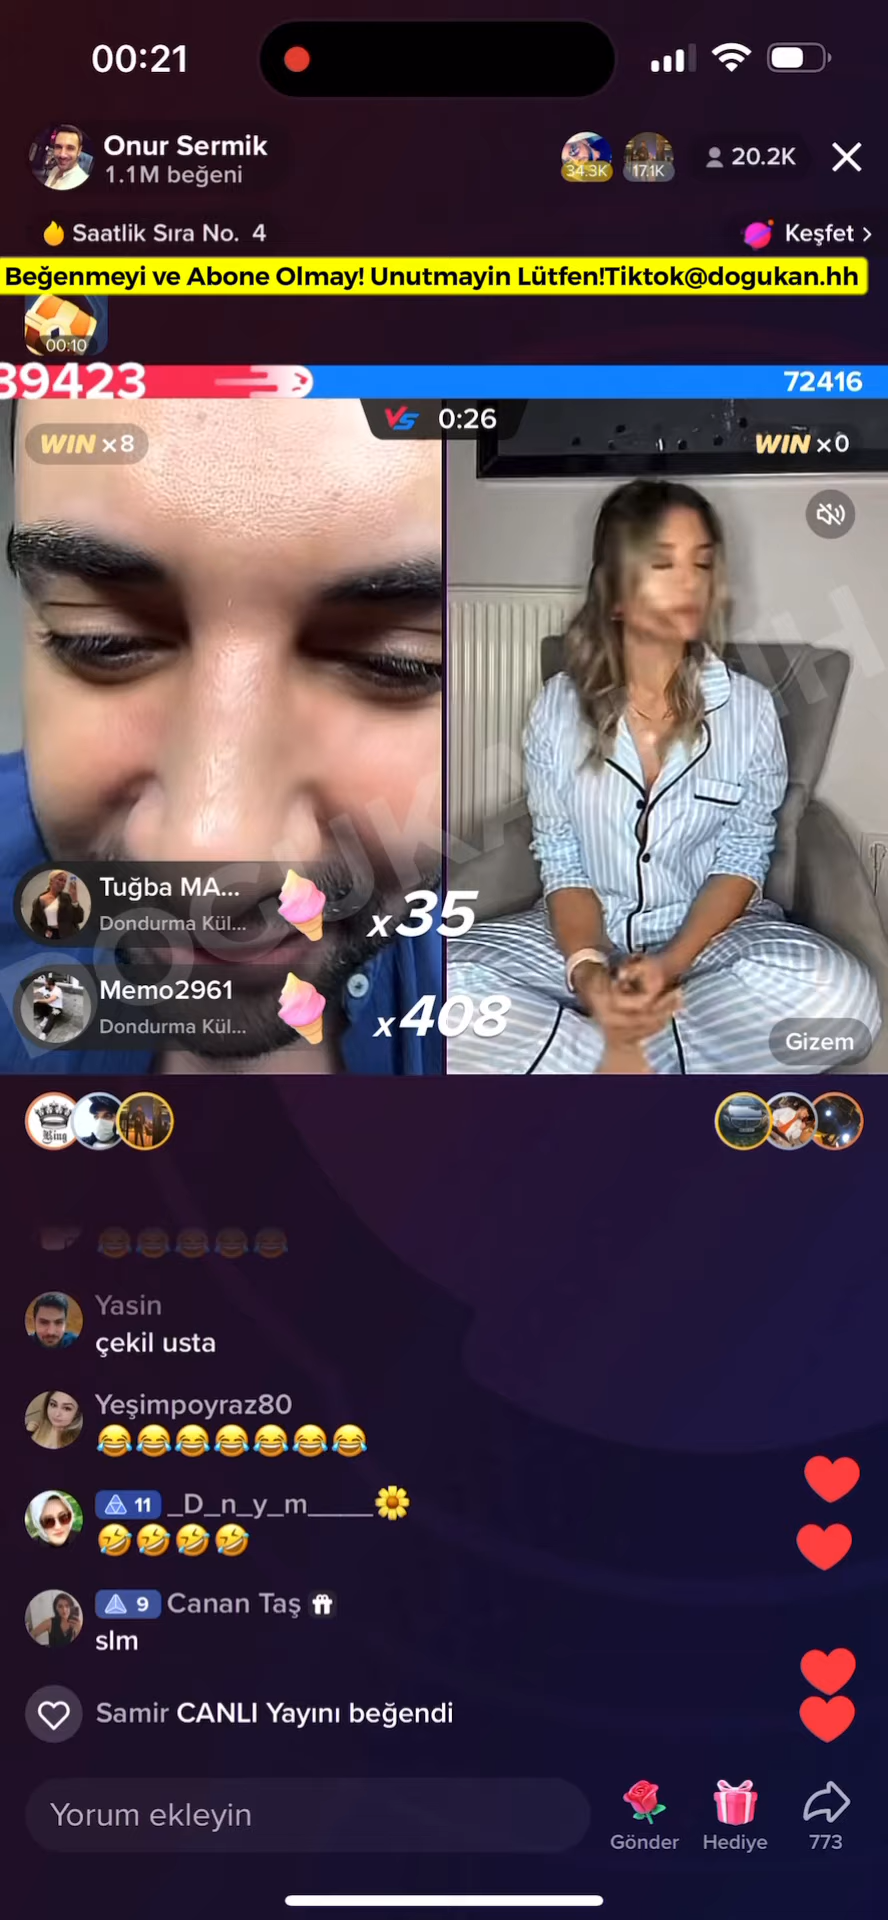 00:21
Onur Sermik
1.1M beğeni
34.3K
17.1K
20.2K
Saatlik Sıra No. 4
Keşfet
Beğenmeyi ve Abone Olmay! Unutmayin Lütfen!Tiktok@dogukan.hh
00:10
39423
72416
VS 0:26
WIN x8
WIN x0
Tuğba MA...
Dondurma Kül...
x35
Memo2961
Dondurma Kül...
x408
Gizem
King
Yasin
çekil usta
Yeşimpoyraz80
😂😂😂😂😂😂😂
11 _D_n_y_m____🌼
🤣🤣🤣🤣
9 Canan Taş
slm
Samir CANLI Yayını beğendi
Yorum ekleyin
Gönder
Hediye
773